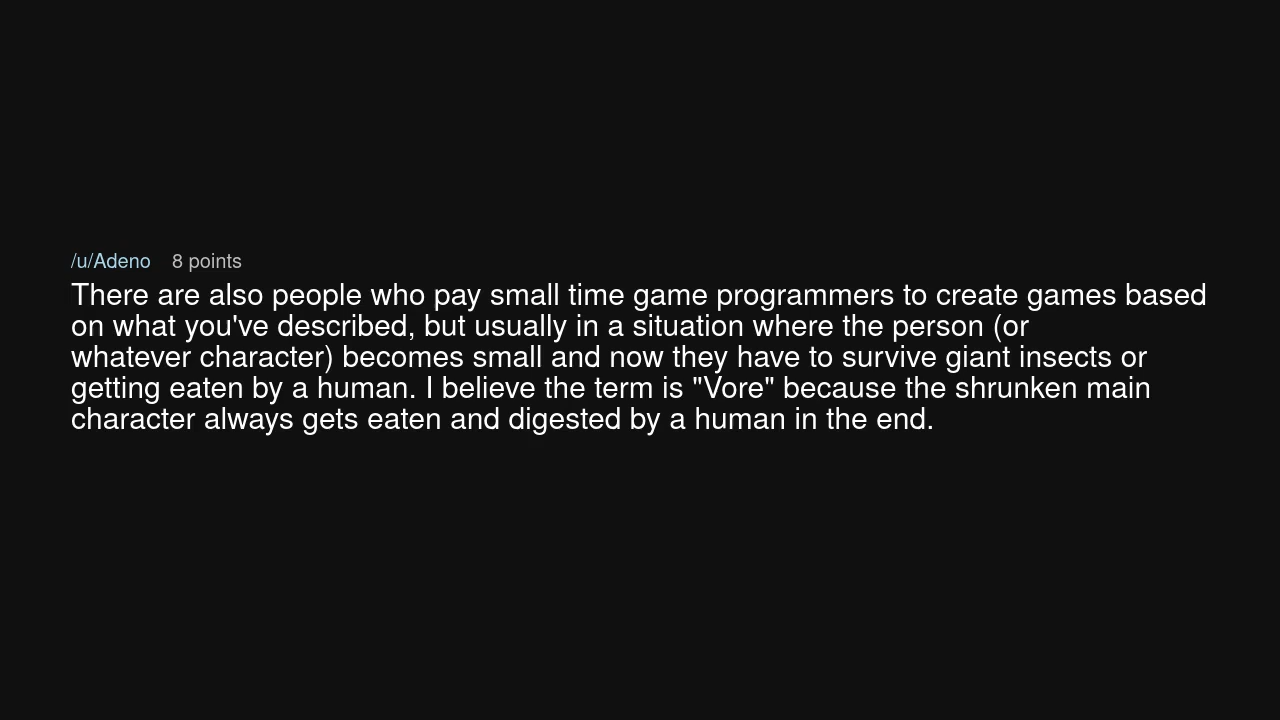 /u/Adeno 8 points
There are also people who pay small time game programmers to create games based
on what you've described, but usually in a situation where the person (or
whatever character) becomes small and now they have to survive giant insects or
getting eaten by a human. I believe the term is "Vore" because the shrunken main
character always gets eaten and digested by a human in the end.